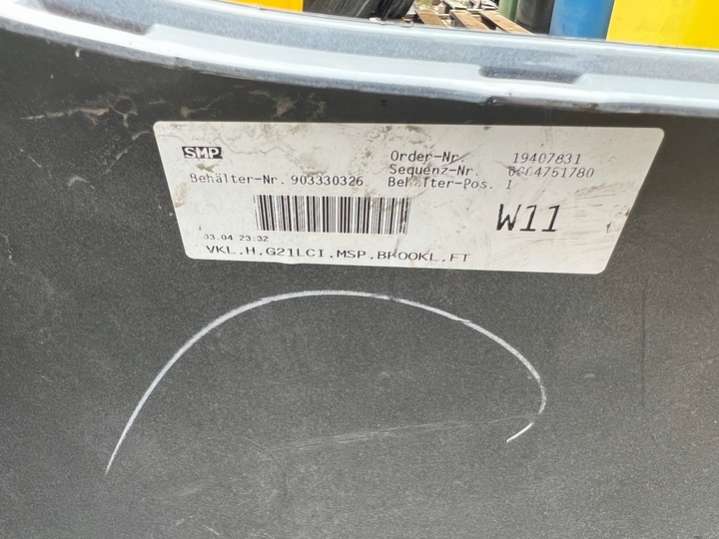 SMP
Order-Nr. 19407831
Sequenz-Nr.
Behälter-Nr. 903330326 Behälter-Pos. 1
W11
03.04 23:32
VKL.H.G21LCI.MSP.BROOKL.FT